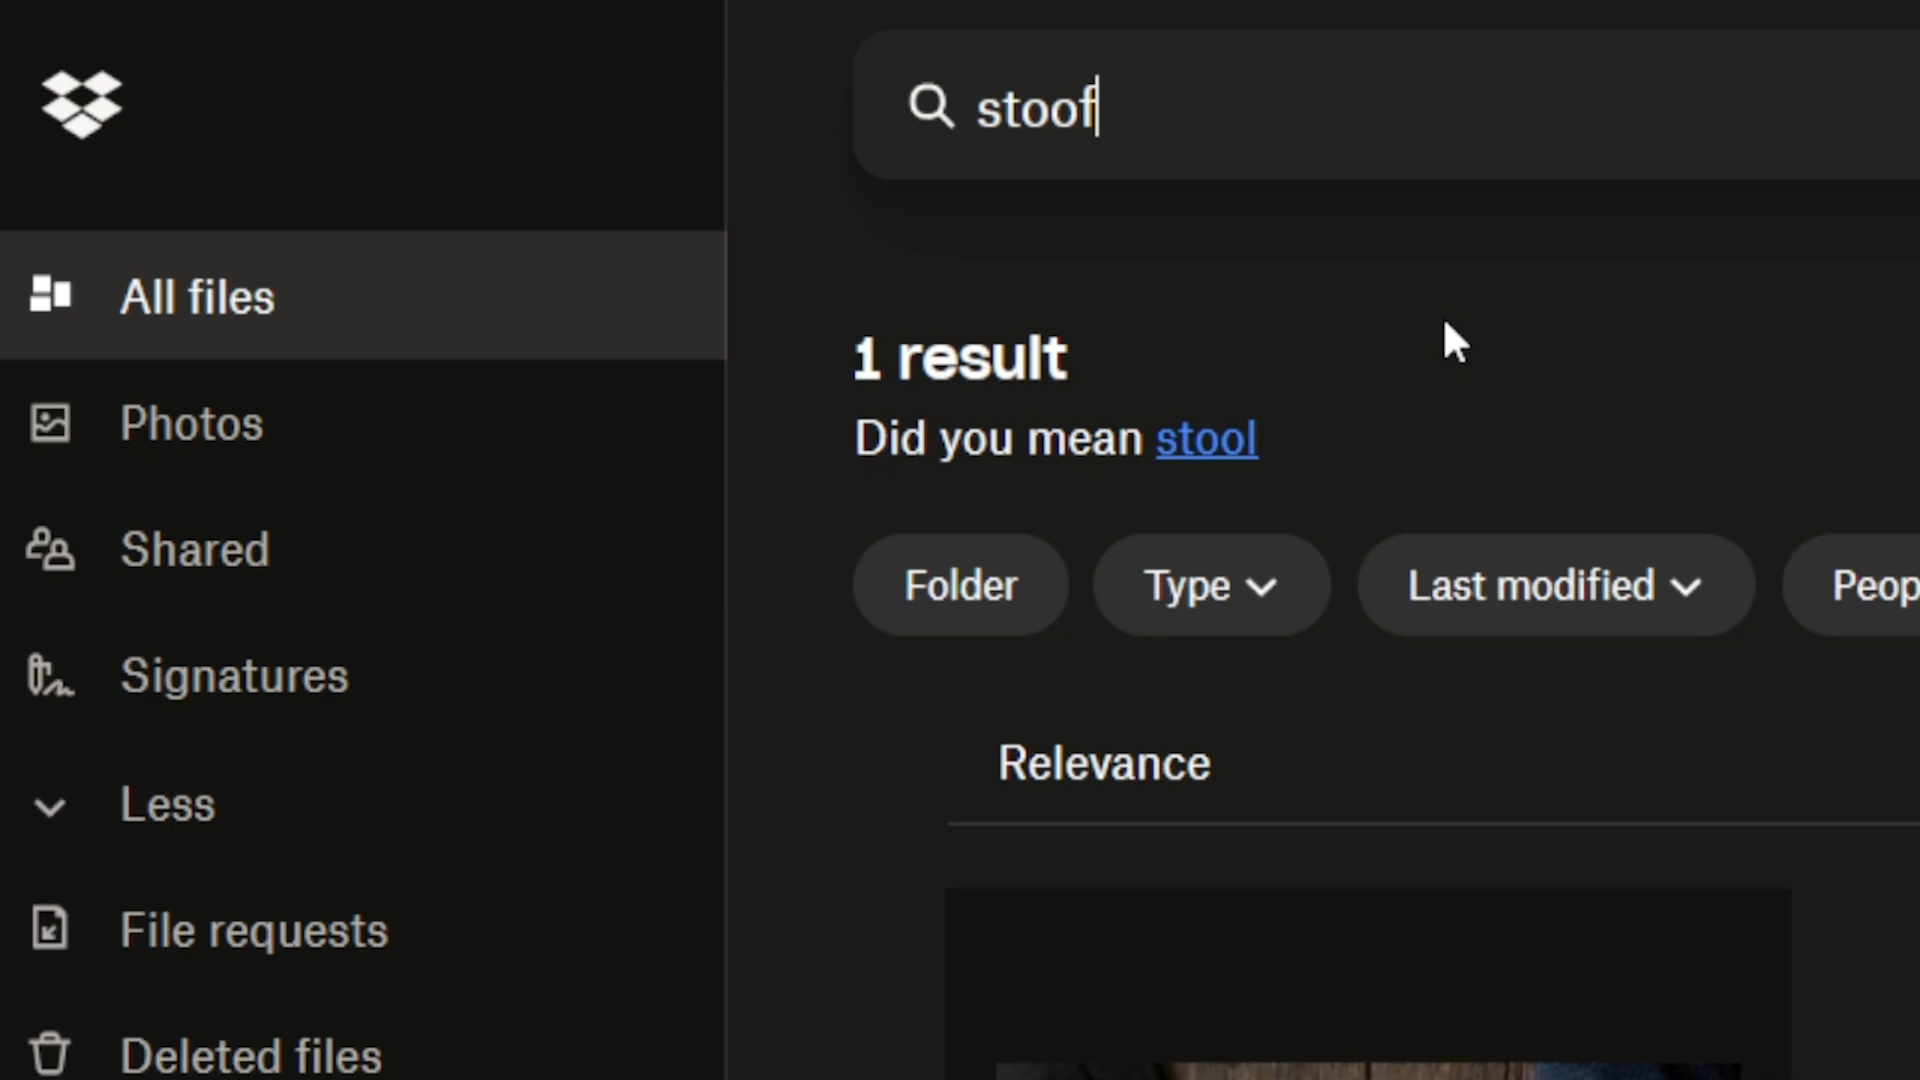 stoof
All files
1 result
Photos
Did you mean stool
Shared
Folder
Type
Last modified
Peop
Signatures
Relevance
Less
File requests
Deleted files